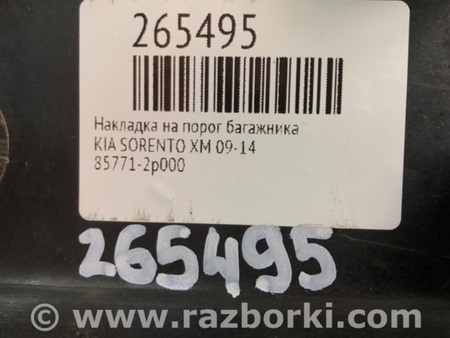 265495
Накладка на порог багажника
KIA SORENTO XM 09-14
85771-2p000
265495
© www.razborki.com